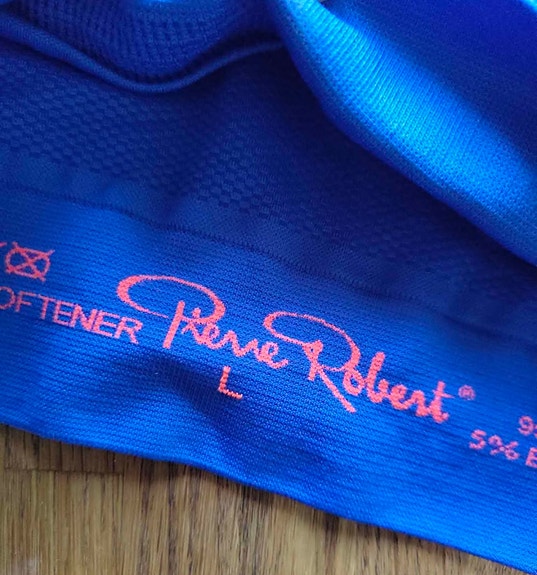 OFTENER
Pierre Robert®
L
5% E